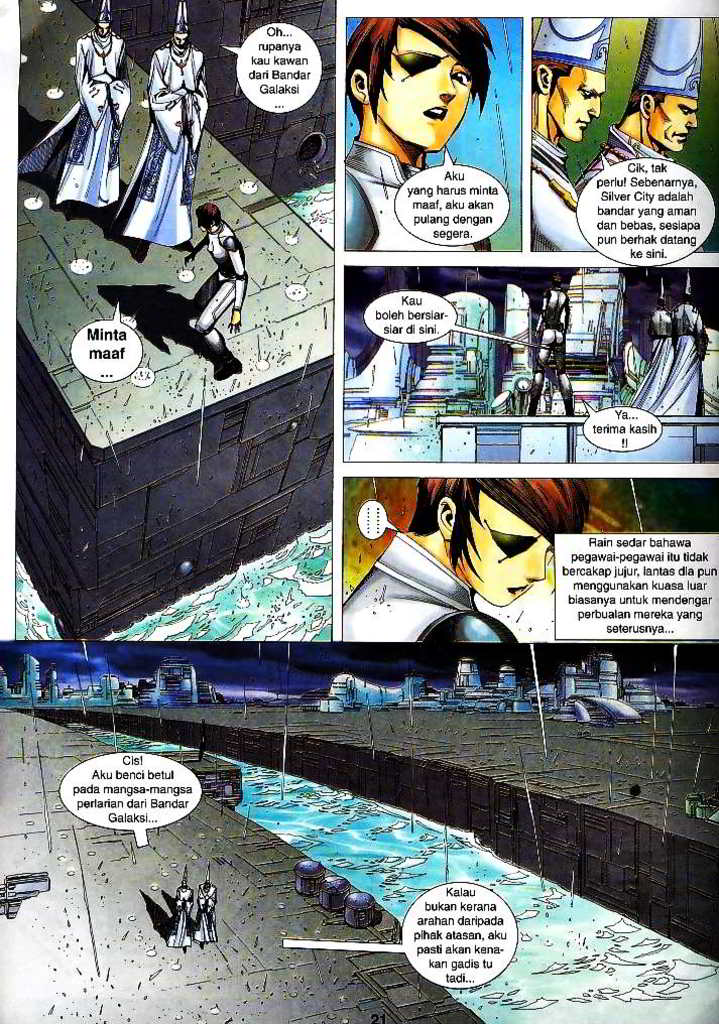 Oh...
rupanya
kau kawan
dari Bandar
Galaksi
...
Minta
maaf
...
Aku
yang harus minta
maaf, aku akan
pulang dengan
segera.
Cik, tak
perlu! Sebenarnya,
Silver City adalah
bandar yang aman
dan bebas, sesiapa
pun berhak datang
ke sini.
Kau
boleh bersiar-
siar di sini.
Ya...
terima kasih
!!
......
Rain sedar bahawa
pegawai-pegawai itu tidak
bercakap jujur, lantas dia pun
menggunakan kuasa luar
biasanya untuk mendengar
perbualan mereka yang
seterusnya...
Cis!
Aku benci betul
pada mangsa-mangsa
perlarian dari Bandar
Galaksi...
Kalau
bukan kerana
arahan daripada
pihak atasan, aku
pasti akan kena-
kan gadis tu
tadi...
21